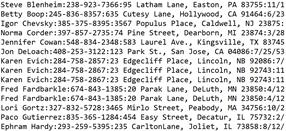 Steve Blenheim:238-923-7366:95 Latham Lane, Easton, PA 83755:11/1
Betty Boop:245-836-8357:635 Cutesy Lane, Hollywood, CA 91464:6/23
Igor Chevsky:385-375-8395:3567 Populus Place, Caldwell, NJ 23875:
Norma Corder:397-857-2735:74 Pine Street, Dearborn, MI 23874:3/28
Jennifer Cowan:548-834-2348:583 Laurel Ave., Kingsville, TX 83745
Jon DeLoach:408-253-3122:123 Park St., San Jose, CA 04086:7/25/53
Karen Evich:284-758-2857:23 Edgecliff Place, Lincoln, NB 92086:7/
Karen Evich:284-758-2867:23 Edgecliff Place, Lincoln, NB 92743:11
Karen Evich:284-758-2867:23 Edgecliff Place, Lincoln, NB 92743:11
Fred Fardbarkle:674-843-1385:20 Parak Lane, DeLuth, MN 23850:4/12
Fred Fardbarkle:674-843-1385:20 Parak Lane, DeLuth, MN 23850:4/12
Lori Gortz:327-832-5728:3465 Mirlo Street, Peabody, MA 34756:10/2
Paco Gutierrez:835-365-1284:454 Easy Street, Decatur, IL 75732:2/
Ephram Hardy:293-259-5395:235 CarltonLane, Joliet, IL 73858:8/12/